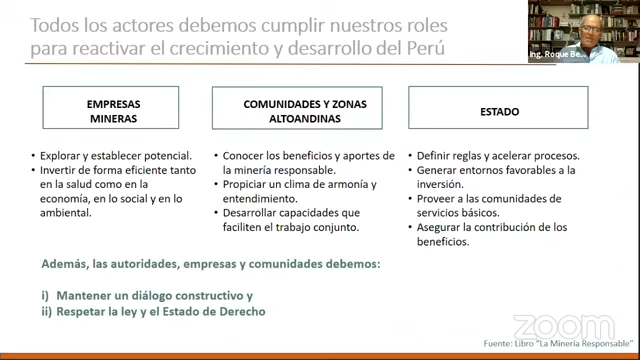 Todos los actores debemos cumplir nuestros roles
para reactivar el crecimiento y desarrollo del Perú
Ing. Roque Be...
EMPRESAS
MINERAS
• Explorar y establecer potencial.
• Invertir de forma eficiente tanto
en la salud como en la
economía, en lo social y en lo
ambiental.
COMUNIDADES Y ZONAS
ALTOANDINAS
• Conocer los beneficios y aportes de
la minería responsable.
• Propiciar un clima de armonía y
entendimiento.
• Desarrollar capacidades que
faciliten el trabajo conjunto.
ESTADO
• Definir reglas y acelerar procesos.
• Generar entornos favorables a la
inversión.
• Proveer a las comunidades de
servicios básicos.
• Asegurar la contribución de los
beneficios.
Además, las autoridades, empresas y comunidades debemos:
i) Mantener un diálogo constructivo y
ii) Respetar la ley y el Estado de Derecho
zoom
Fuente: Libro "La Minería Responsable"